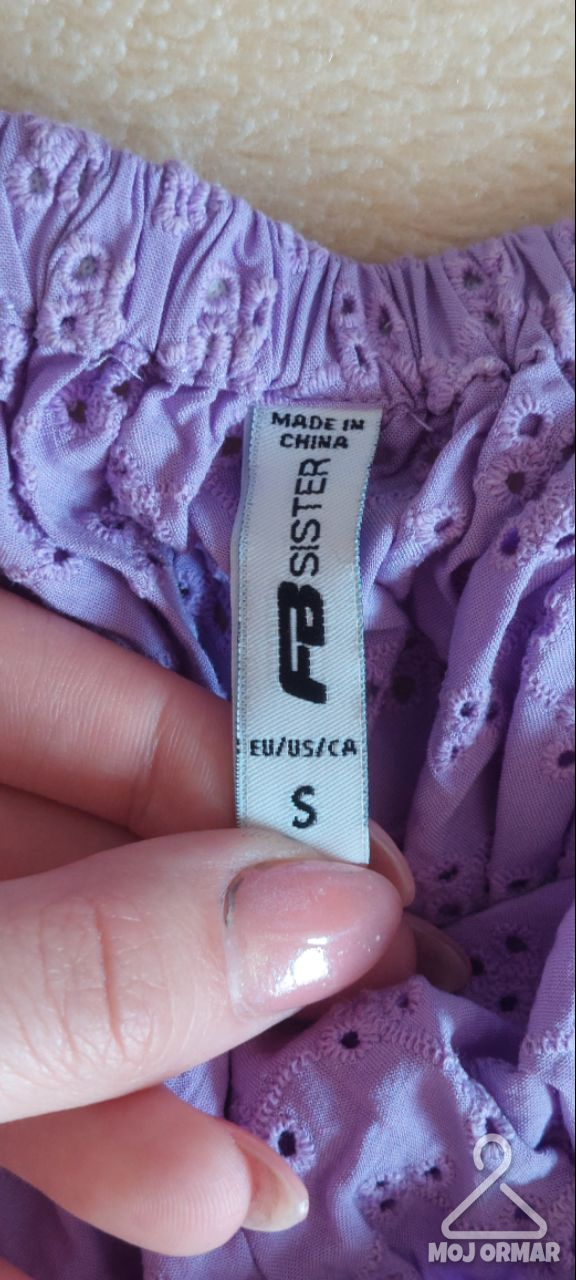 MADE IN
CHINA
FB SISTER
EU/US/CA
S
MOJ ORMAR